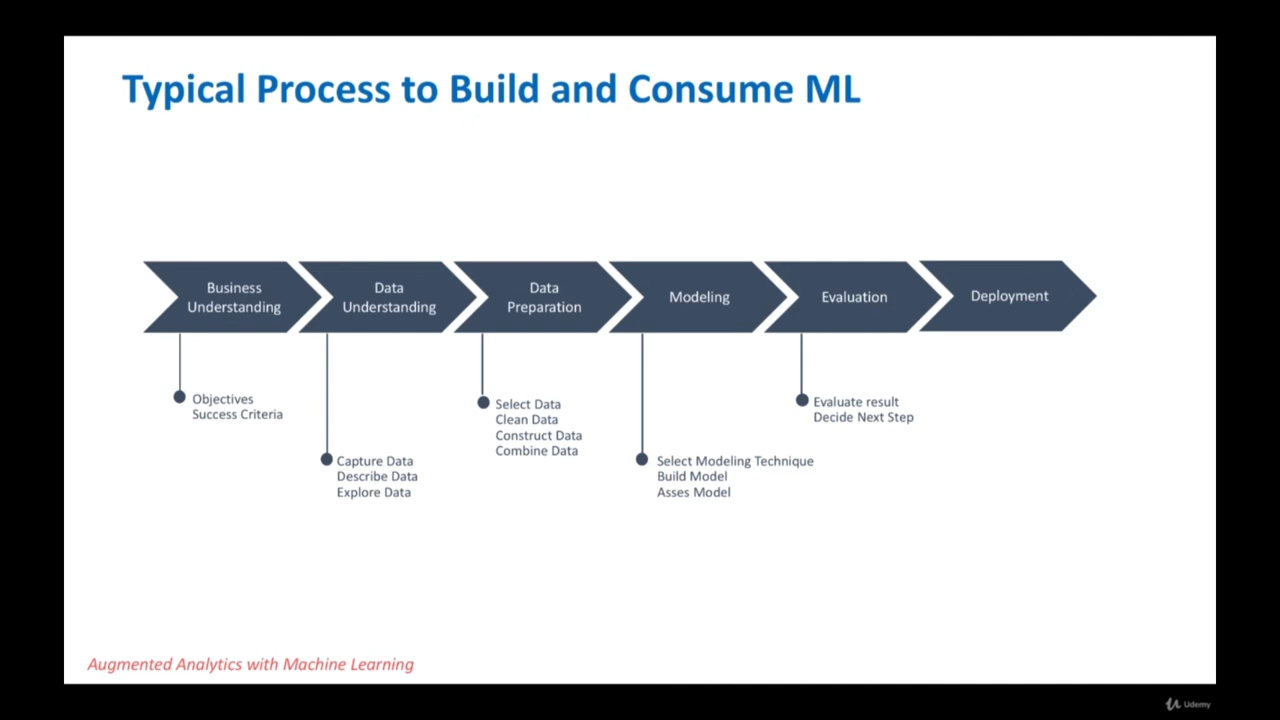 Typical Process to Build and Consume ML
Business
Understanding
Data
Understanding
Data
Preparation
Modeling
Evaluation
Deployment
Objectives
Success Criteria
Capture Data
Describe Data
Explore Data
Select Data
Clean Data
Construct Data
Combine Data
Select Modeling Technique
Build Model
Asses Model
Evaluate result
Decide Next Step
Augmented Analytics with Machine Learning
Udemy